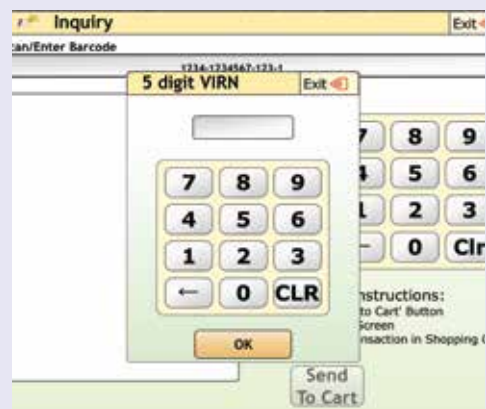 Inquiry Exit
an/Enter Barcode
1234-1234567-123-1
5 digit VIRN Exit
7 8 9
4 5 6
1 2 3
← 0 CLR
OK
8 9
5 6
2 3
0 Clr
nstructions:
to Cart' Button
Screen
nsaction in Shopping
Send
To Cart